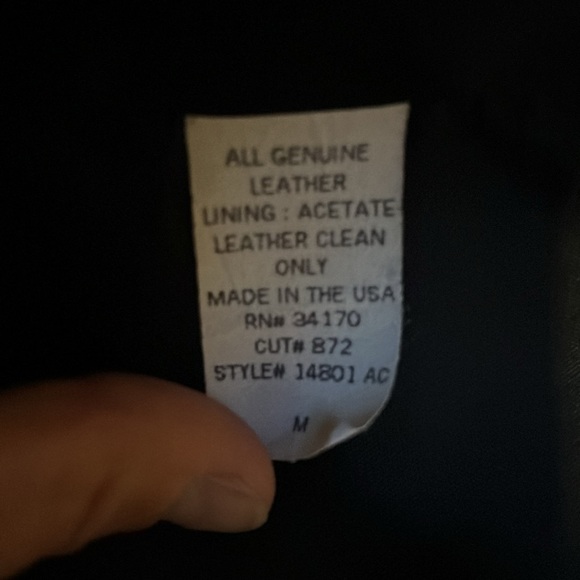 ALL GENUINE
LEATHER
LINING : ACETATE
LEATHER CLEAN
ONLY
MADE IN THE USA
RN# 34170
CUT# 872
STYLE# 14801 AC
M